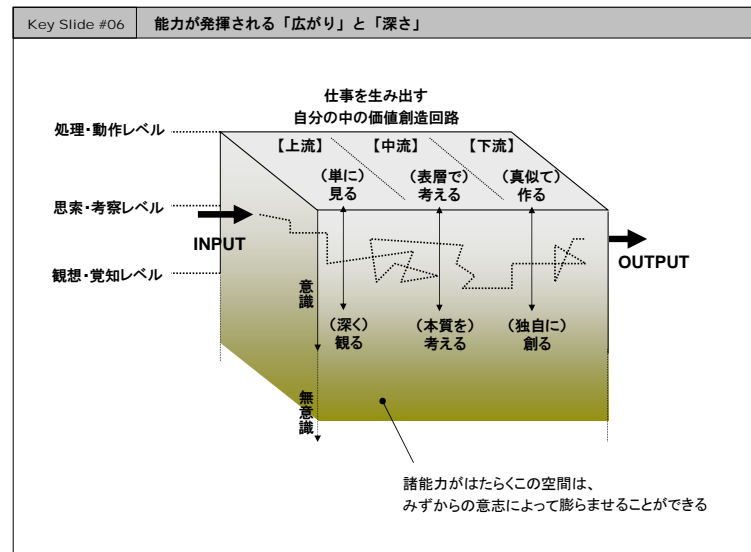 Key Slide #06 能力が発揮される「広がり」と「深さ」
仕事を生み出す
自分の中の価値創造回路
処理・動作レベル
思索・考察レベル
観想・覚知レベル
【上流】 【中流】 【下流】
(単に)
見る
(表層で)
考える
(真似て)
作る
INPUT
OUTPUT
意識
(深く)
観る
(本質を)
考える
(独自に)
創る
無意識
諸能力がはたらくこの空間は、
みずからの意志によって膨らませることができる